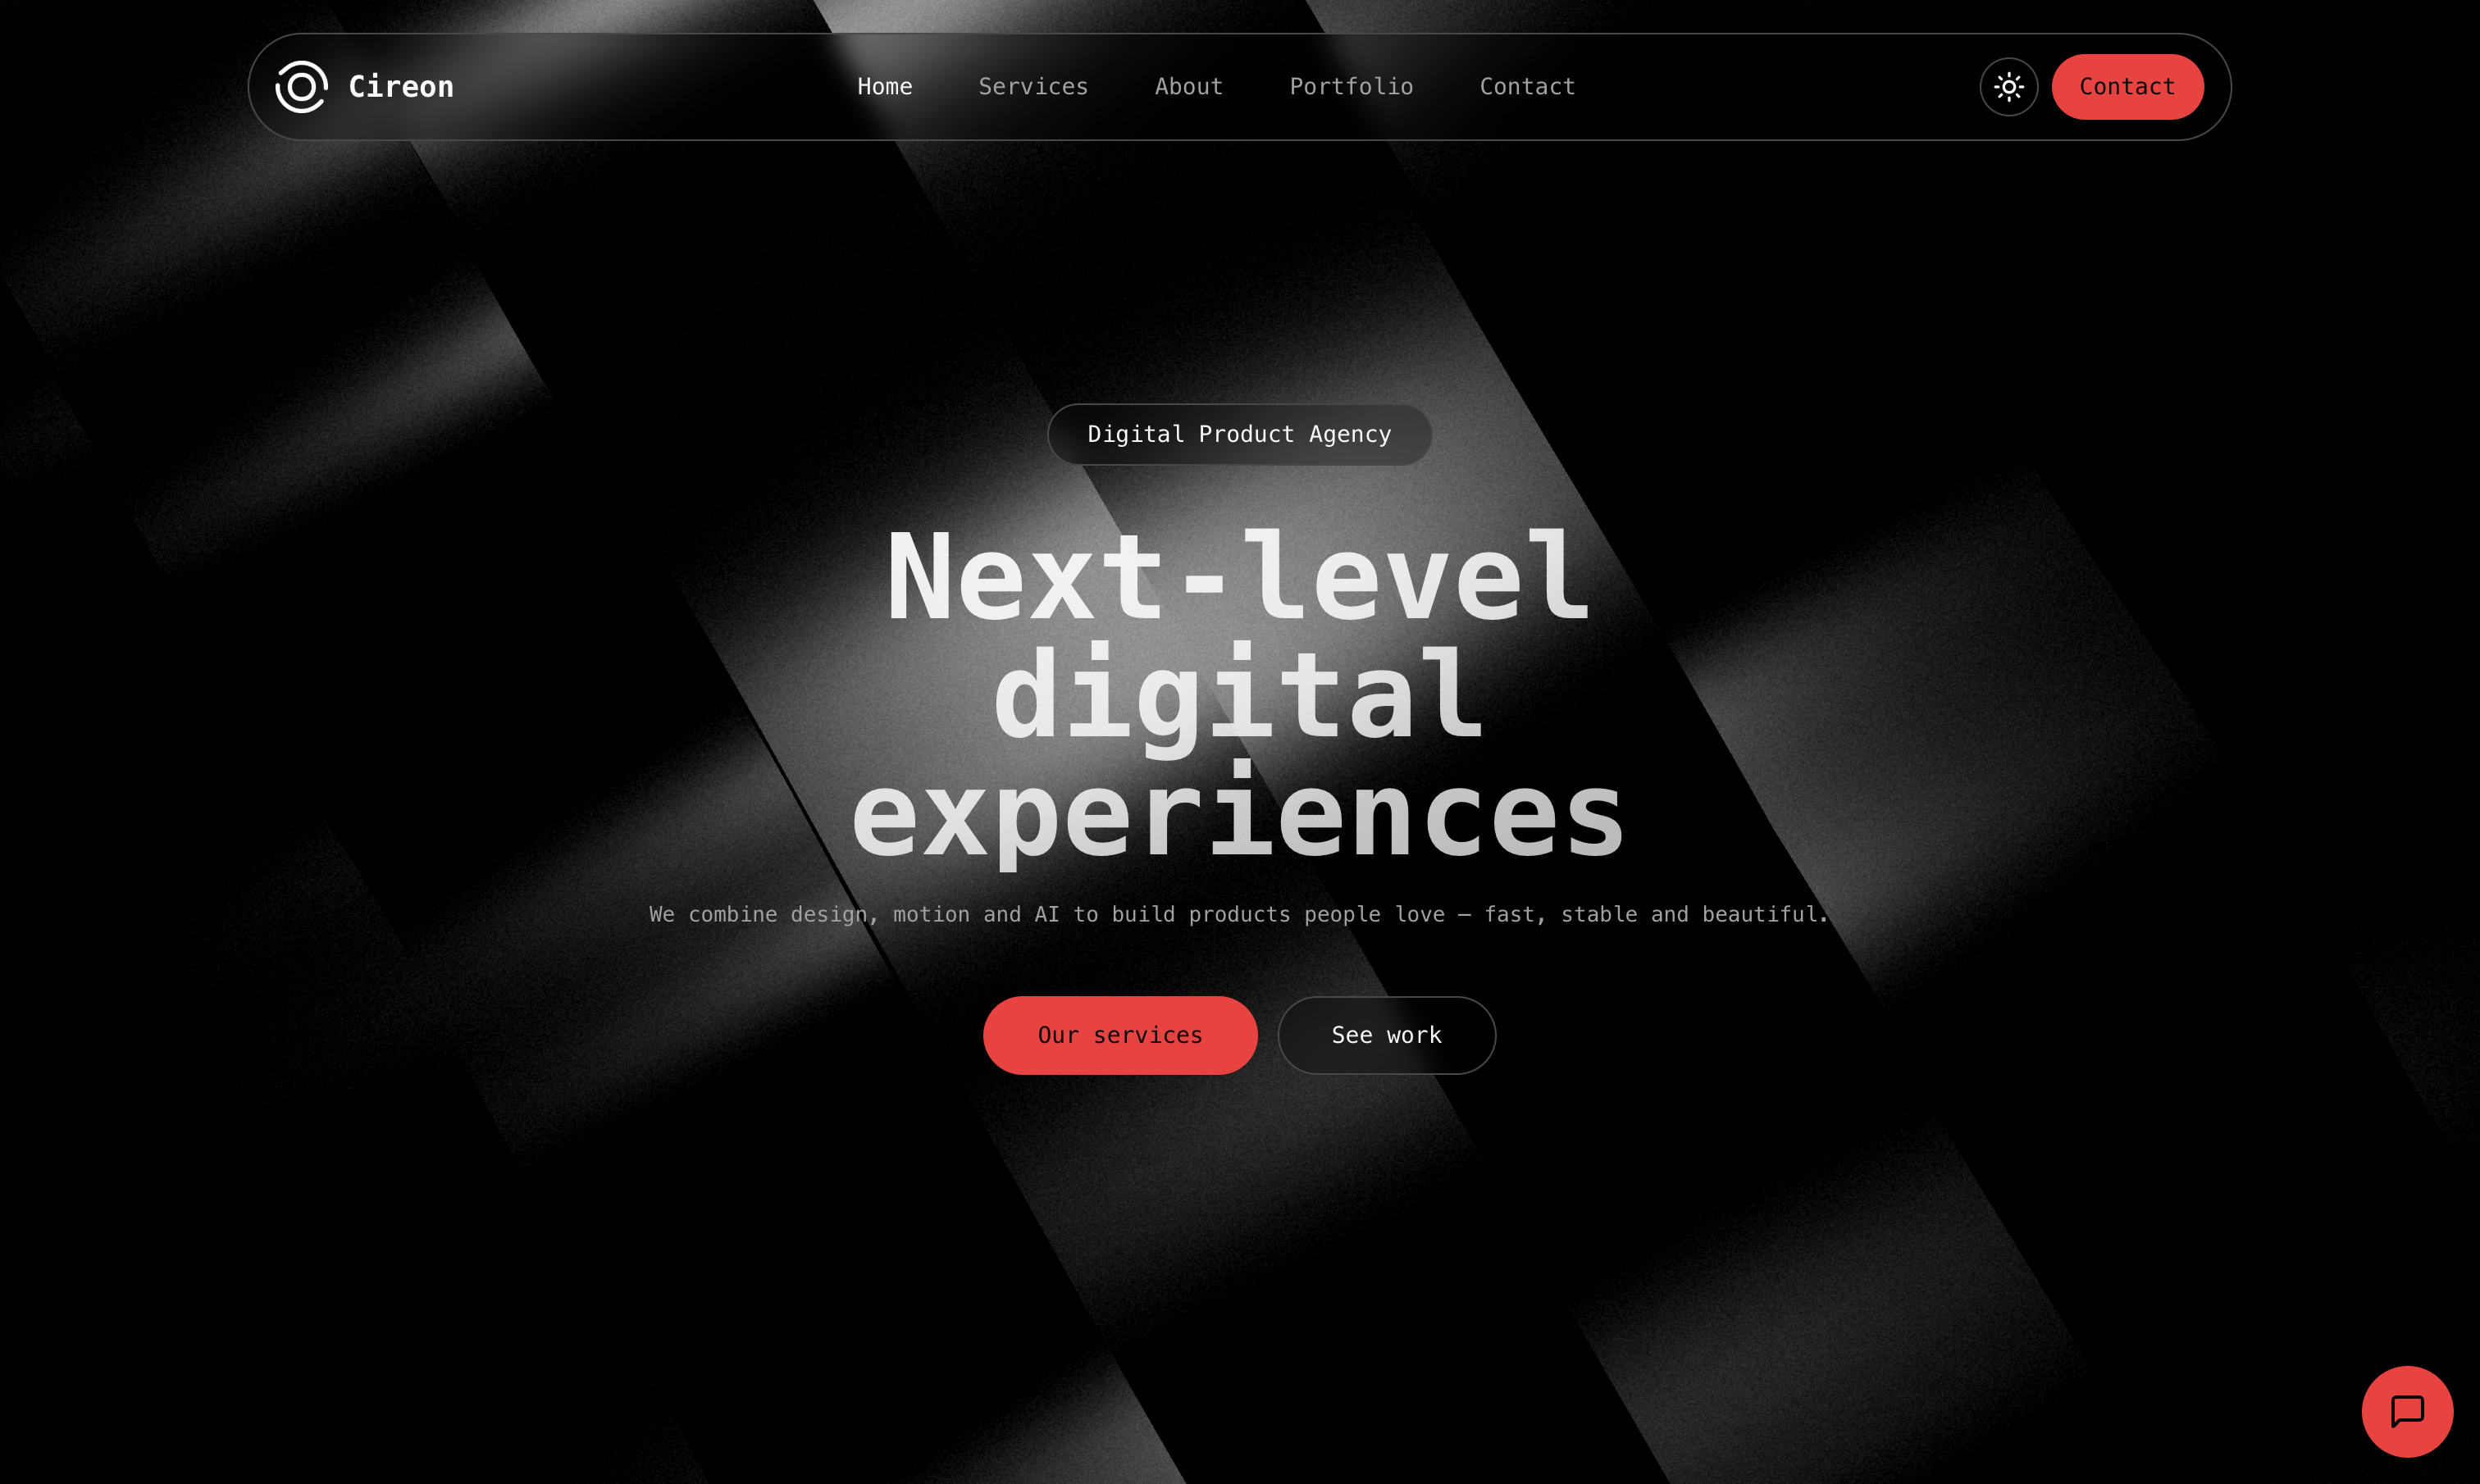 Cireon
Home Services About Portfolio Contact
Contact
Digital Product Agency
Next-level
digital
experiences
We combine design, motion and AI to build products people love — fast, stable and beautiful.
Our services
See work